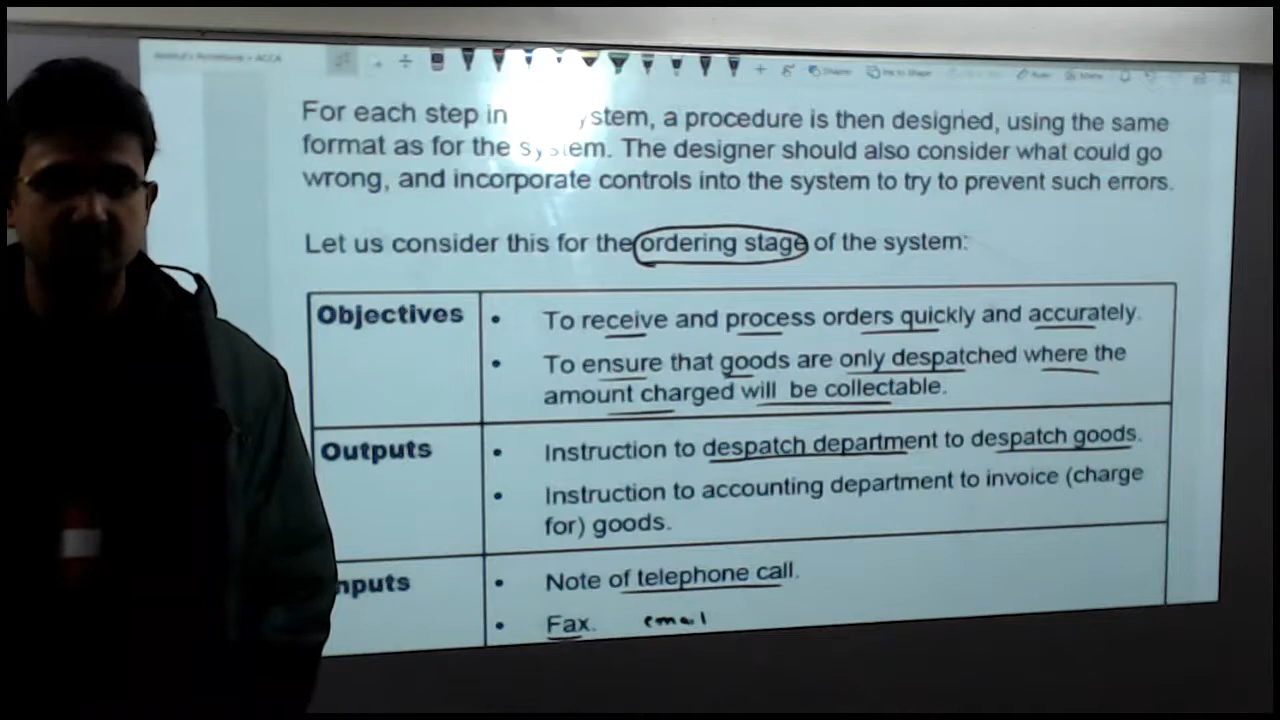 ACCA
For each step in ystem, a procedure is then designed, using the same
format as for the system. The designer should also consider what could go
wrong, and incorporate controls into the system to try to prevent such errors.
Let us consider this for the ordering stage of the system:
Objectives
• To receive and process orders quickly and accurately.
• To ensure that goods are only despatched where the
amount charged will be collectable.
Outputs
• Instruction to despatch department to despatch goods.
• Instruction to accounting department to invoice (charge
for) goods.
nputs
• Note of telephone call.
• Fax. email